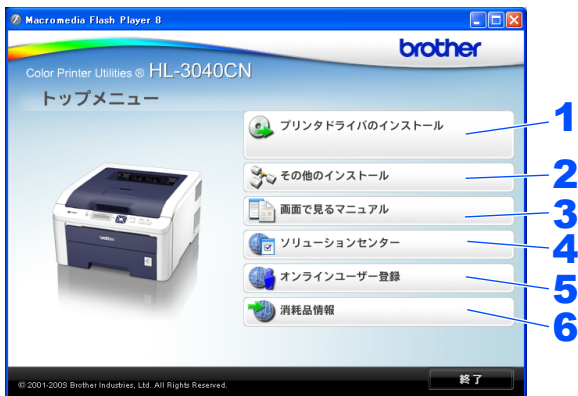 Macromedia Flash Player 8
brother
Color Printer Utilities ® HL-3040CN
トップメニュー
プリンタドライバのインストール
1
その他のインストール
2
画面で見るマニュアル
3
ソリューションセンター
4
オンラインユーザー登録
5
消耗品情報
6
© 2001-2009 Brother Industries, Ltd. All Rights Reserved.
終了